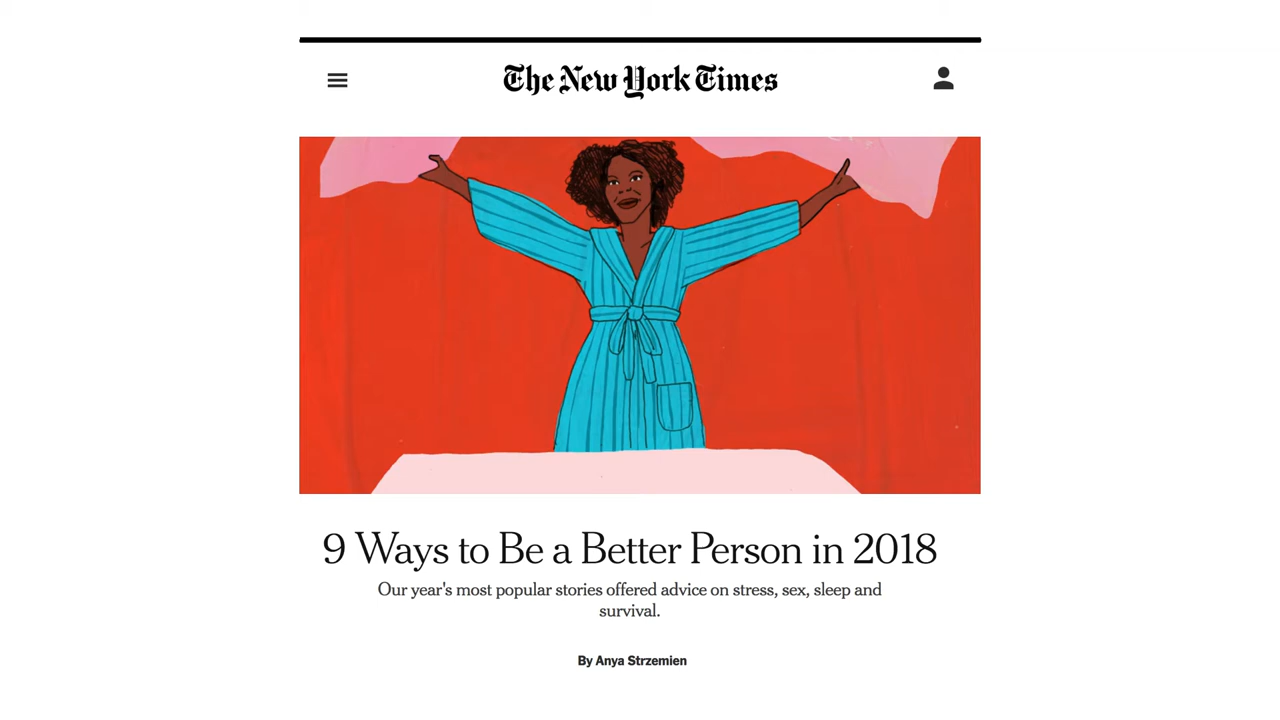 The New York Times
9 Ways to Be a Better Person in 2018
Our year's most popular stories offered advice on stress, sex, sleep and
survival.
By Anya Strzemien